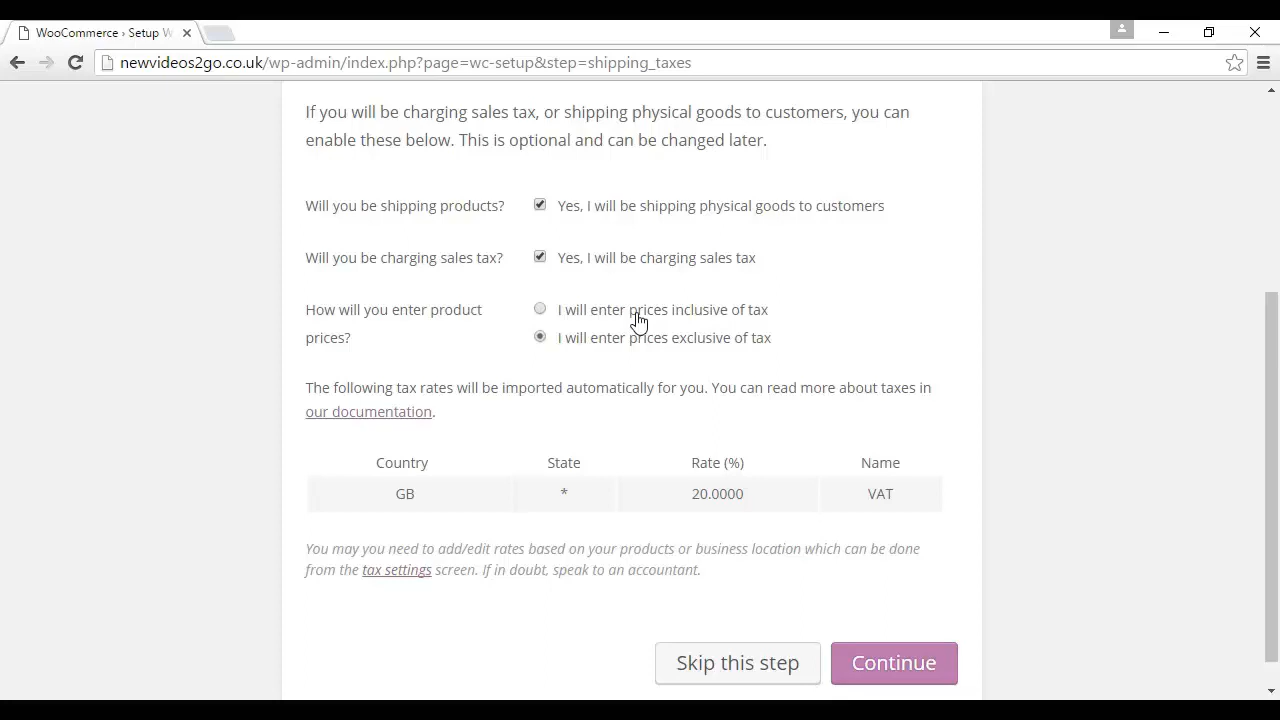 WooCommerce › Setup W
newvideos2go.co.uk/wp-admin/index.php?page=wc-setup&step=shipping_taxes
If you will be charging sales tax, or shipping physical goods to customers, you can
enable these below. This is optional and can be changed later.
Will you be shipping products? Yes, I will be shipping physical goods to customers
Will you be charging sales tax? Yes, I will be charging sales tax
How will you enter product I will enter prices inclusive of tax
prices? I will enter prices exclusive of tax
The following tax rates will be imported automatically for you. You can read more about taxes in
our documentation.
Country State Rate (%) Name
GB * 20.0000 VAT
You may you need to add/edit rates based on your products or business location which can be done
from the tax settings screen. If in doubt, speak to an accountant.
Skip this step Continue